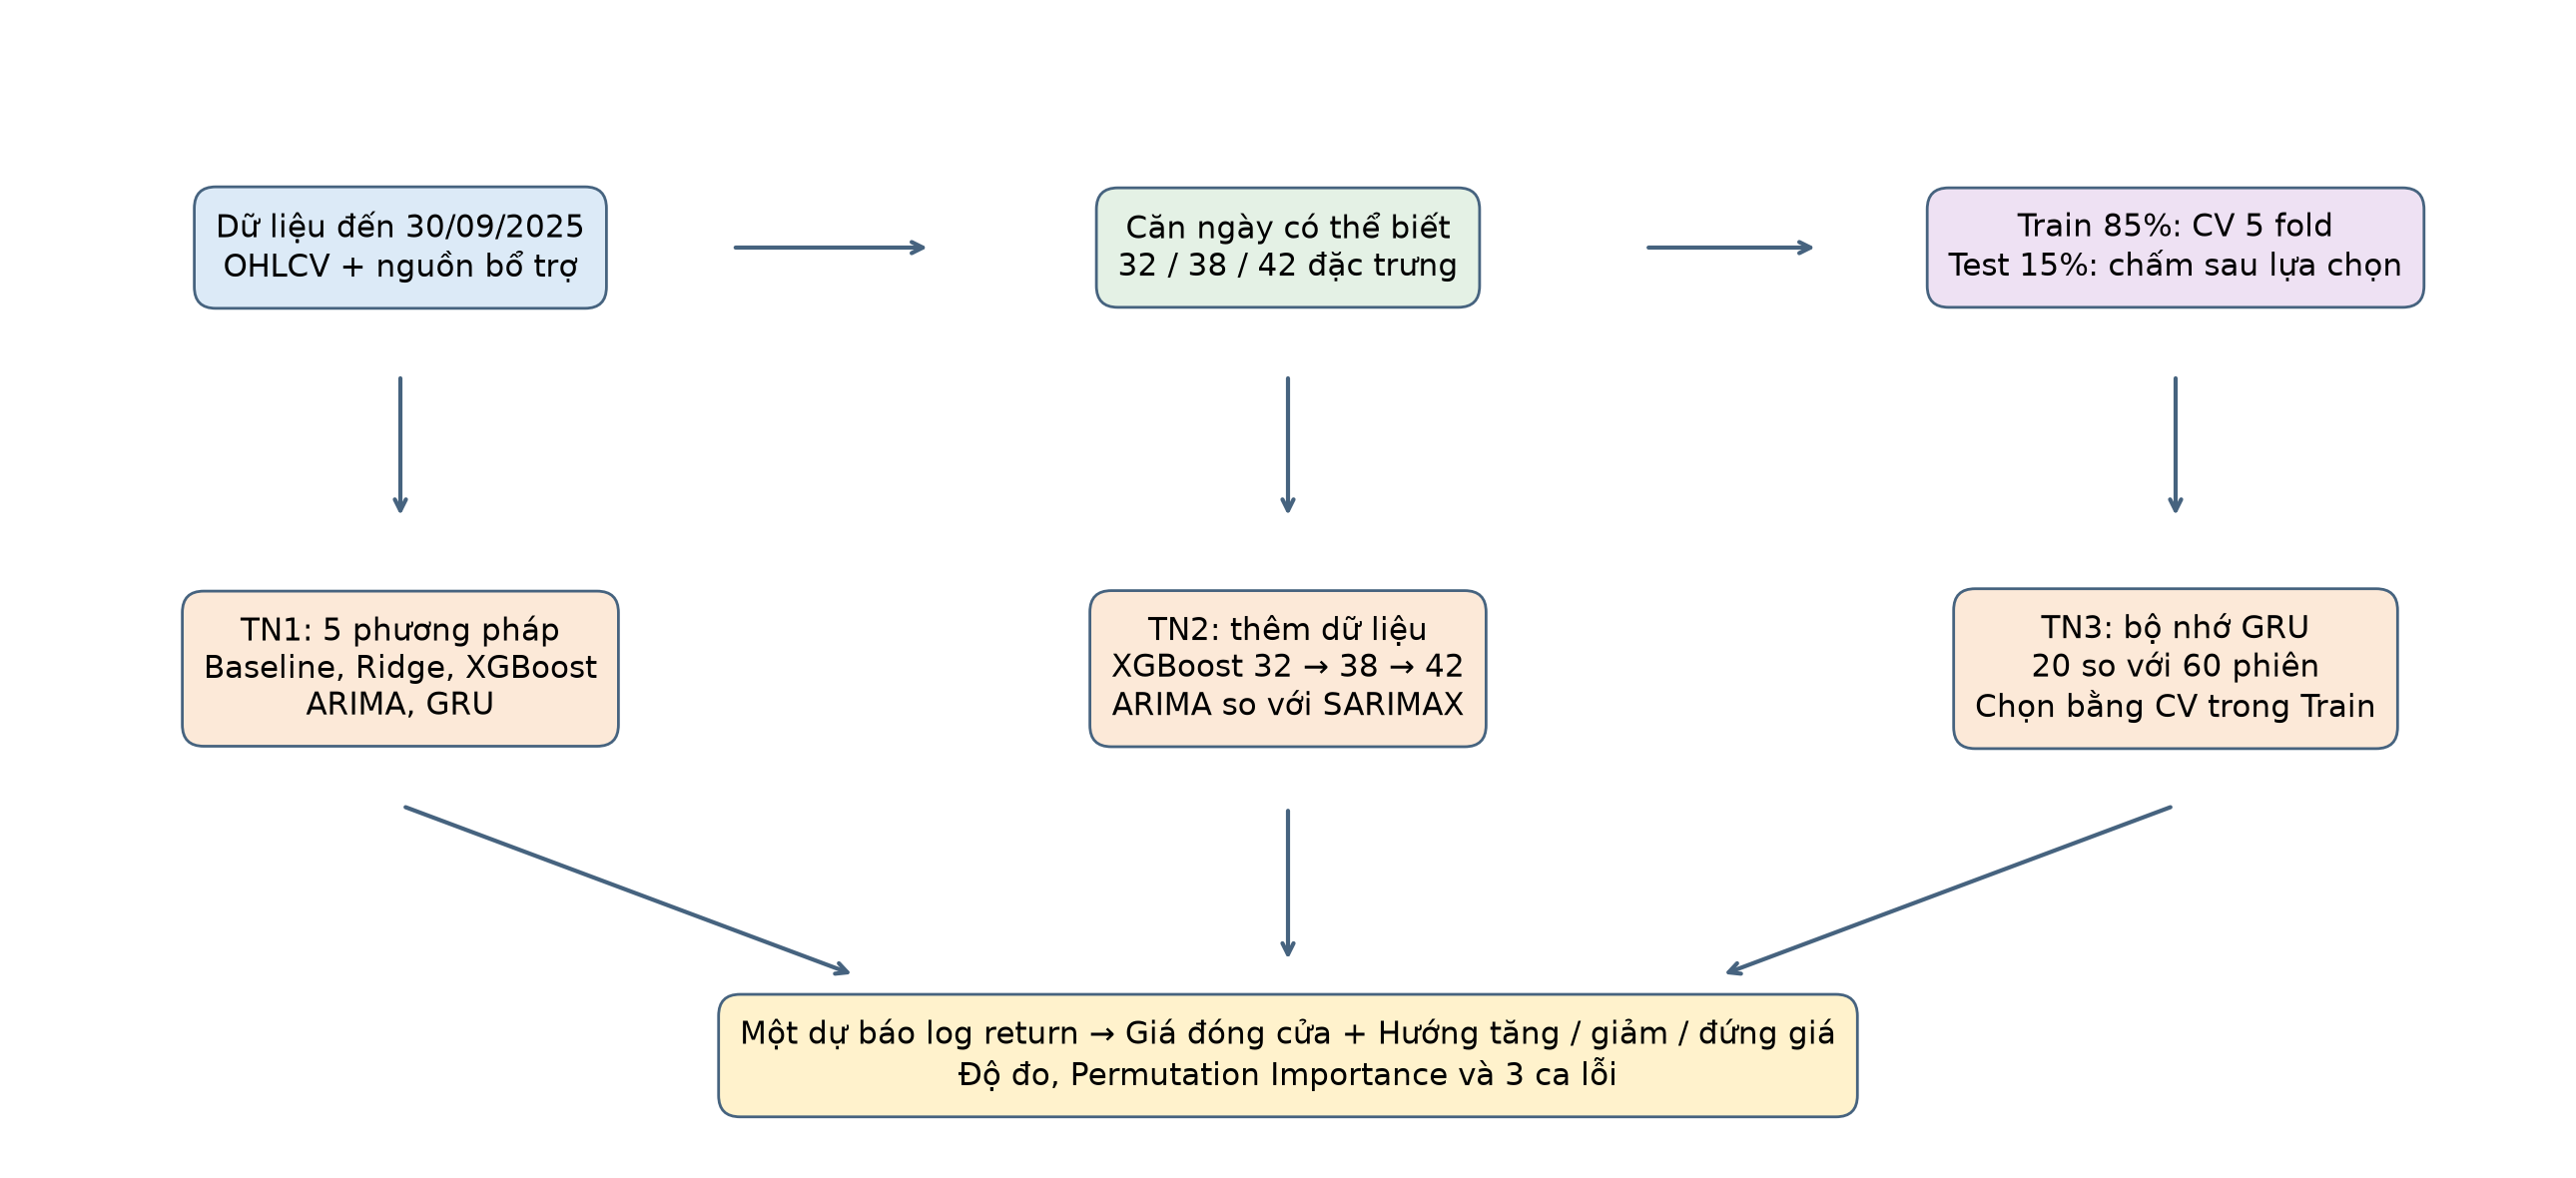 Dữ liệu đến 30/09/2025
OHLCV + nguồn bổ trợ
Căn ngày có thể biết
32 / 38 / 42 đặc trưng
Train 85%: CV 5 fold
Test 15%: chấm sau lựa chọn
TN1: 5 phương pháp
Baseline, Ridge, XGBoost
ARIMA, GRU
TN2: thêm dữ liệu
XGBoost 32 → 38 → 42
ARIMA so với SARIMAX
TN3: bộ nhớ GRU
20 so với 60 phiên
Chọn bằng CV trong Train
Một dự báo log return → Giá đóng cửa + Hướng tăng / giảm / đứng giá
Độ đo, Permutation Importance và 3 ca lỗi